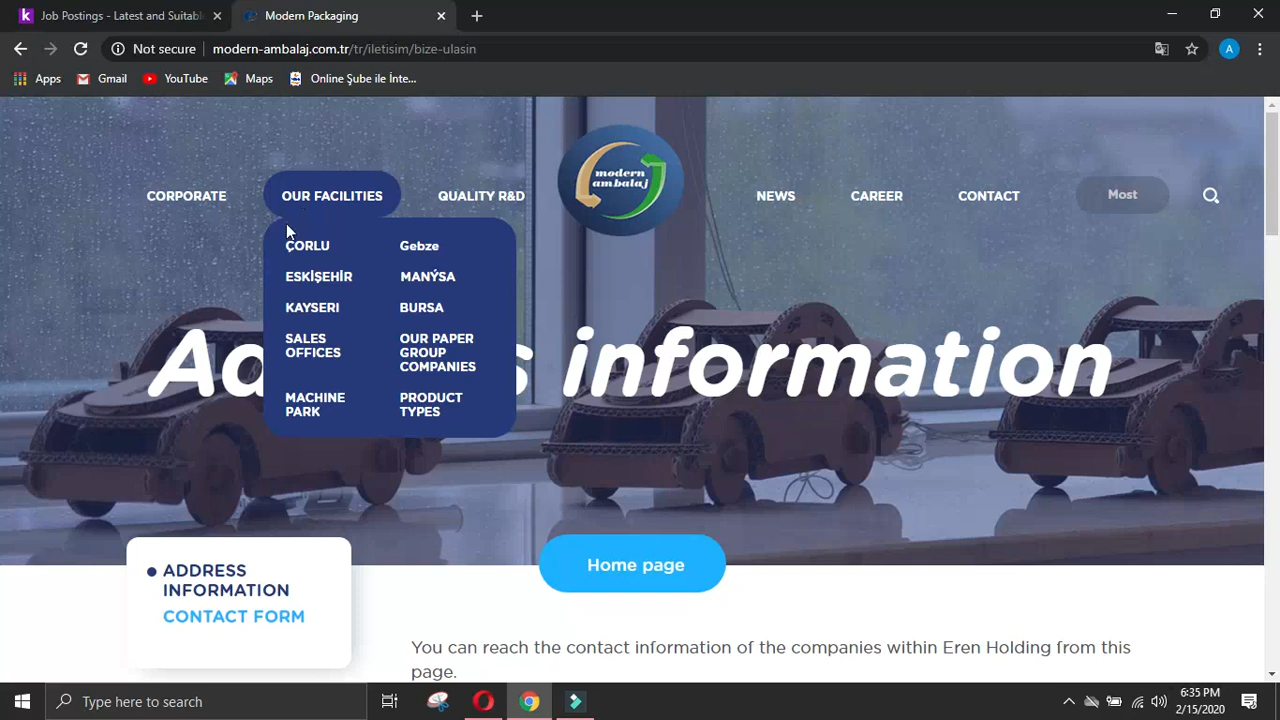 Job Postings - Latest and Suitabl
Modern Packaging
Not secure
modern-ambalaj.com.tr/tr/iletisim/bize-ulasin
A
Apps
Gmail
YouTube
Maps
Online Şube ile İnte...
CORPORATE
OUR FACILITIES
QUALITY R&D
modern
ambalaj
NEWS
CAREER
CONTACT
Most
ÇORLU
Gebze
ESKİŞEHİR
MANÝSA
KAYSERI
BURSA
SALES
OFFICES
OUR PAPER
GROUP
COMPANIES
MACHINE
PARK
PRODUCT
TYPES
Ad s information
Home page
ADDRESS
INFORMATION
CONTACT FORM
You can reach the contact information of the companies within Eren Holding from this
page.
Type here to search
6:35 PM
2/15/2020